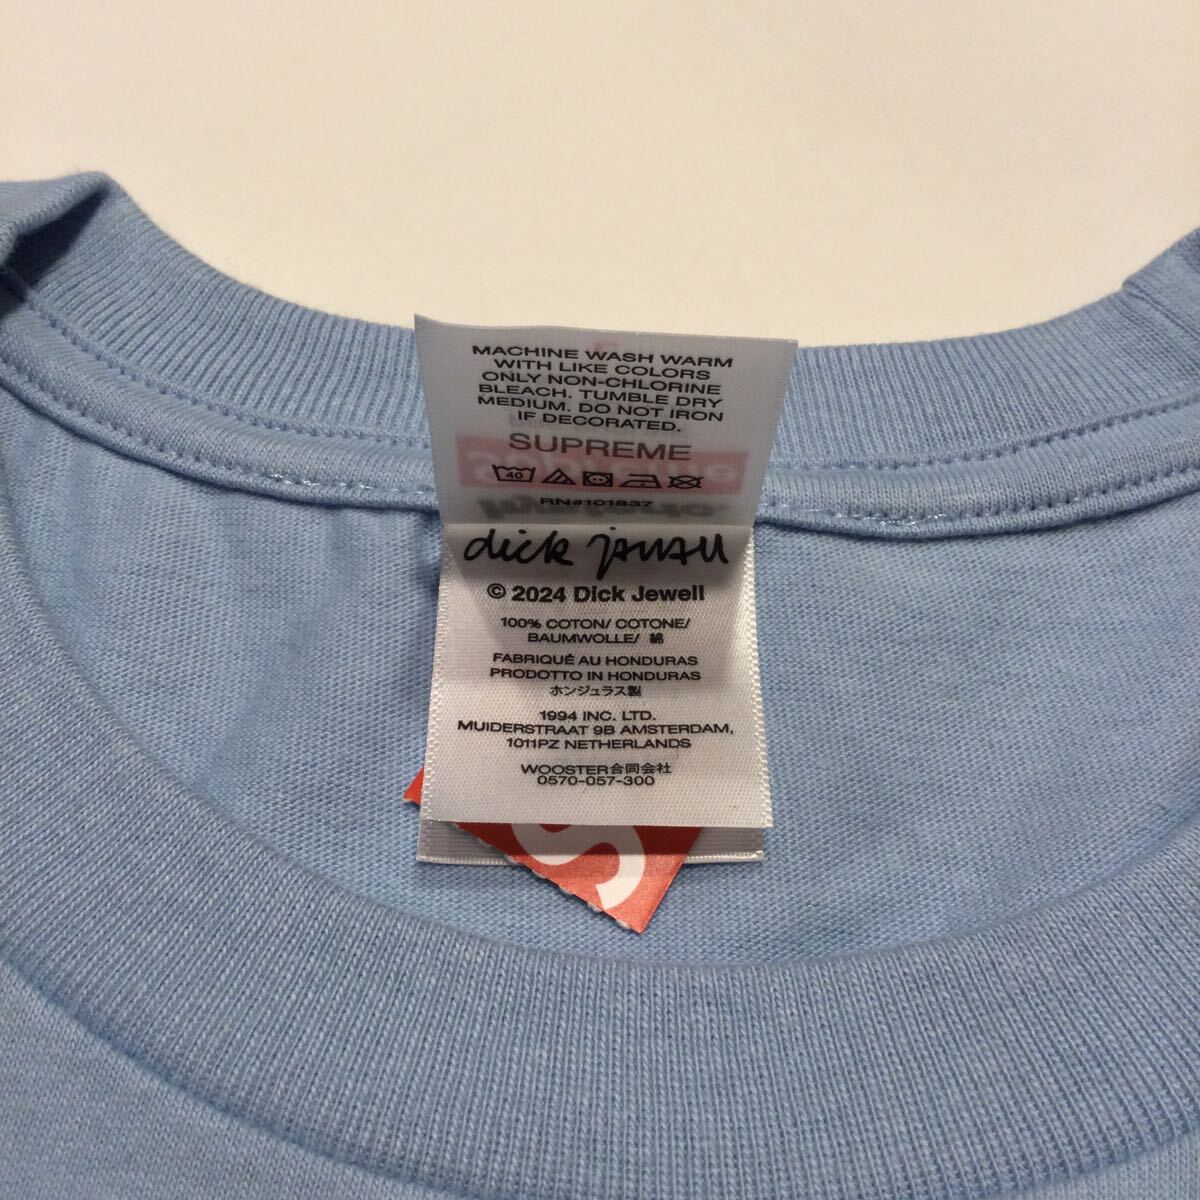 MACHINE WASH WARM
WITH LIKE COLORS
ONLY NON-CHLORINE
BLEACH. TUMBLE DRY
MEDIUM. DO NOT IRON
IF DECORATED.
SUPREME
40
RN#101837
dick jewell
© 2024 Dick Jewell
100% COTON/ COTONE/
BAUMWOLLE/ 綿
FABRIQUÉ AU HONDURAS
PRODOTTO IN HONDURAS
ホンジュラス製
1994 INC. LTD.
MUIDERSTRAAT 9B AMSTERDAM,
1011PZ NETHERLANDS
WOOSTER合同会社
0570-057-300
S